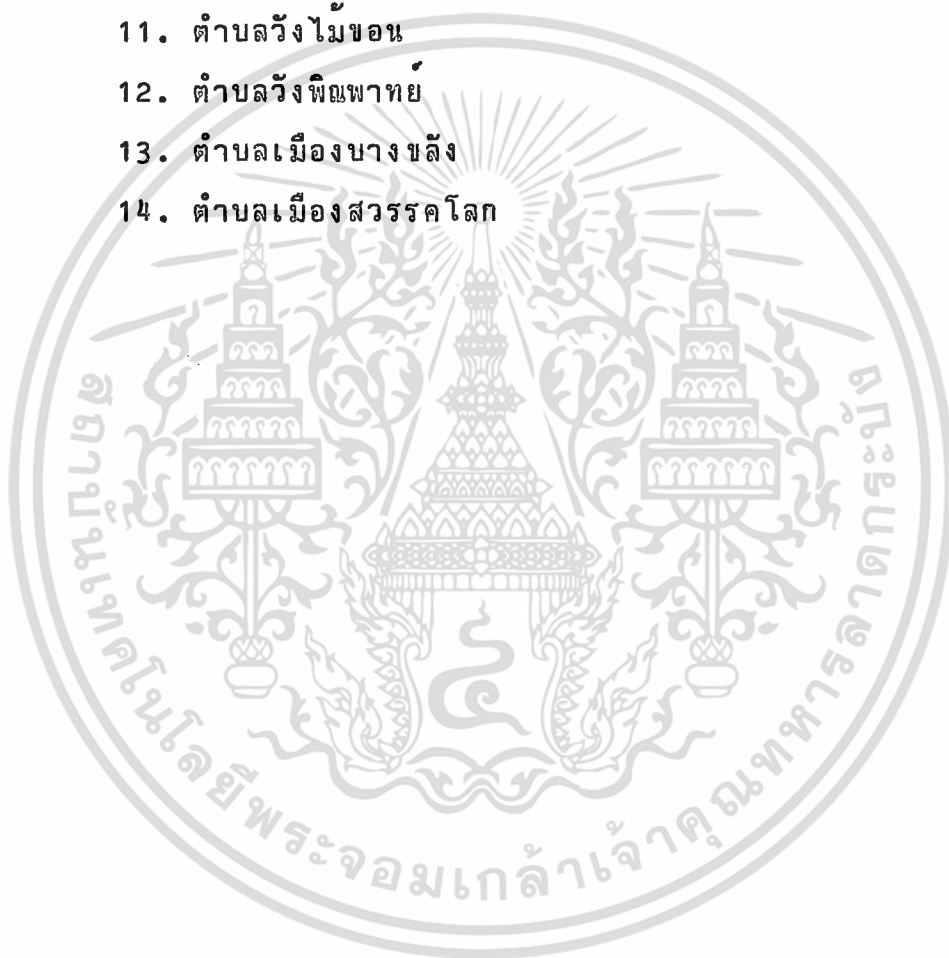 11. ตำบลวังไม้ขอน
12. ตำบลวังพิณพาทย์
13. ตำบลเมืองบางขลัง
14. ตำบลเมืองสวรรคโลก
สถาบันเทคโนโลยีพระจอมเกล้าเจ้าคุณทหารลาดกระบัง